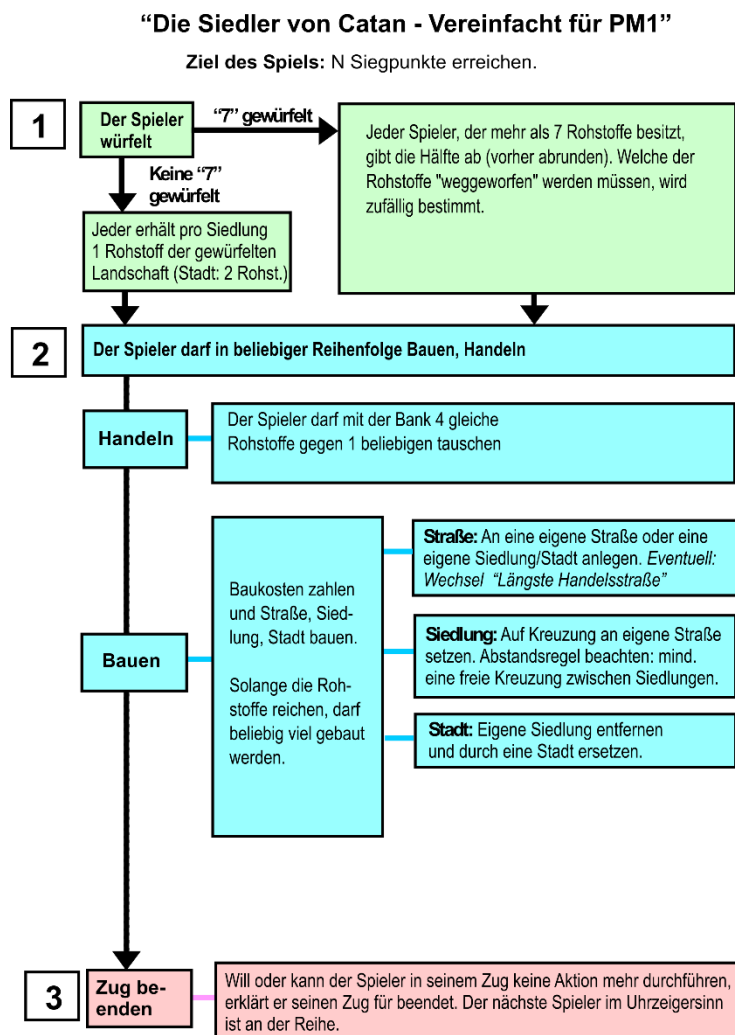 “Die Siedler von Catan - Vereinfacht für PM1”
Ziel des Spiels: N Siegpunkte erreichen.
1
Der Spieler
würfelt
“7” gewürfelt
Jeder Spieler, der mehr als 7 Rohstoffe besitzt,
gibt die Hälfte ab (vorher abrunden). Welche der
Rohstoffe "weggeworfen" werden müssen, wird
zufällig bestimmt.
Keine “7”
gewürfelt
Jeder erhält pro Siedlung
1 Rohstoff der gewürfelten
Landschaft (Stadt: 2 Rohst.)
2
Der Spieler darf in beliebiger Reihenfolge Bauen, Handeln
Handeln
Der Spieler darf mit der Bank 4 gleiche
Rohstoffe gegen 1 beliebigen tauschen
Bauen
Baukosten zahlen
und Straße, Sied-
lung, Stadt bauen.
Solange die Roh-
stoffe reichen, darf
beliebig viel gebaut
werden.
Straße: An eine eigene Straße oder eine
eigene Siedlung/Stadt anlegen. Eventuell:
Wechsel “Längste Handelsstraße”
Siedlung: Auf Kreuzung an eigene Straße
setzen. Abstandsregel beachten: mind.
eine freie Kreuzung zwischen Siedlungen.
Stadt: Eigene Siedlung entfernen
und durch eine Stadt ersetzen.
3
Zug be-
enden
Will oder kann der Spieler in seinem Zug keine Aktion mehr durchführen,
erklärt er seinen Zug für beendet. Der nächste Spieler im Uhrzeigersinn
ist an der Reihe.